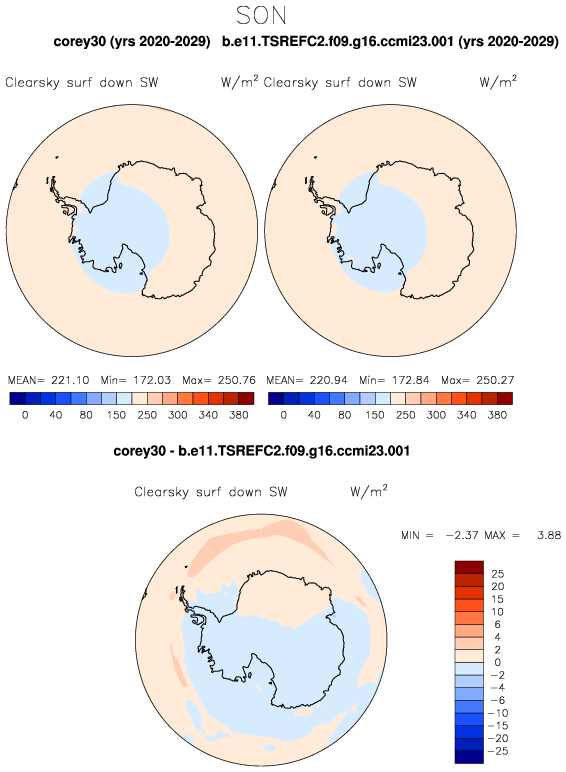 SON
corey30 (yrs 2020-2029) b.e11.TSREFC2.f09.g16.ccmi23.001 (yrs 2020-2029)
Clearsky surf down SW W/m² Clearsky surf down SW W/m²
MEAN= 221.10 Min= 172.03 Max= 250.76 MEAN= 220.94 Min= 172.84 Max= 250.27
0 40 80 150 250 300 340 380 0 40 80 150 250 300 340 380
corey30 - b.e11.TSREFC2.f09.g16.ccmi23.001
Clearsky surf down SW W/m²
MIN = -2.37 MAX = 3.88
25
20
15
10
6
4
2
0
-2
-4
-6
-10
-15
-20
-25